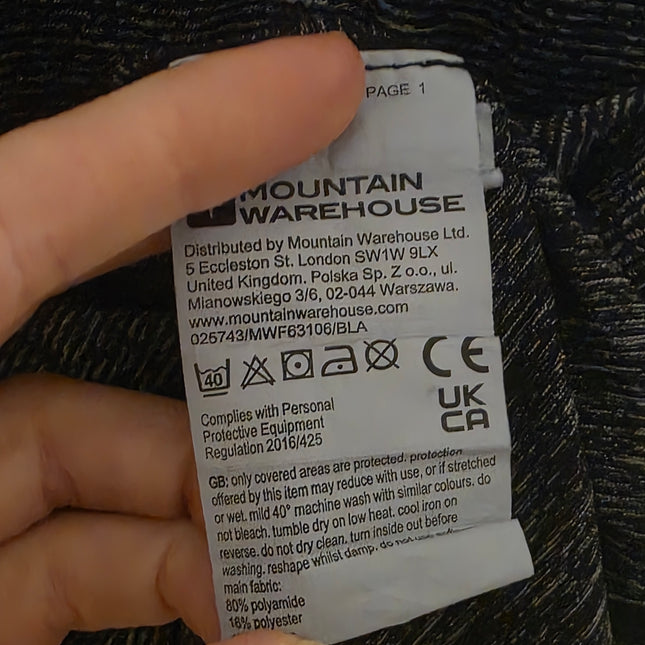 PAGE 1
MOUNTAIN
WAREHOUSE
Distributed by Mountain Warehouse Ltd.
5 Eccleston St. London SW1W 9LX
United Kingdom. Polska Sp. Z o.o., ul.
Mianowskiego 3/6, 02-044 Warszawa.
www.mountainwarehouse.com
025743/MWF63106/BLA
40
CE
UK
CA
Complies with Personal
Protective Equipment
Regulation 2016/425
GB: only covered areas are protected. protection
offered by this item may reduce with use, or if stretched
or wet. mild 40° machine wash with similar colours. do
not bleach. tumble dry on low heat. cool iron on
reverse. do not dry clean. turn inside out before
washing. reshape whilst damp. do not use
main fabric:
80% polyamide
18% polyester